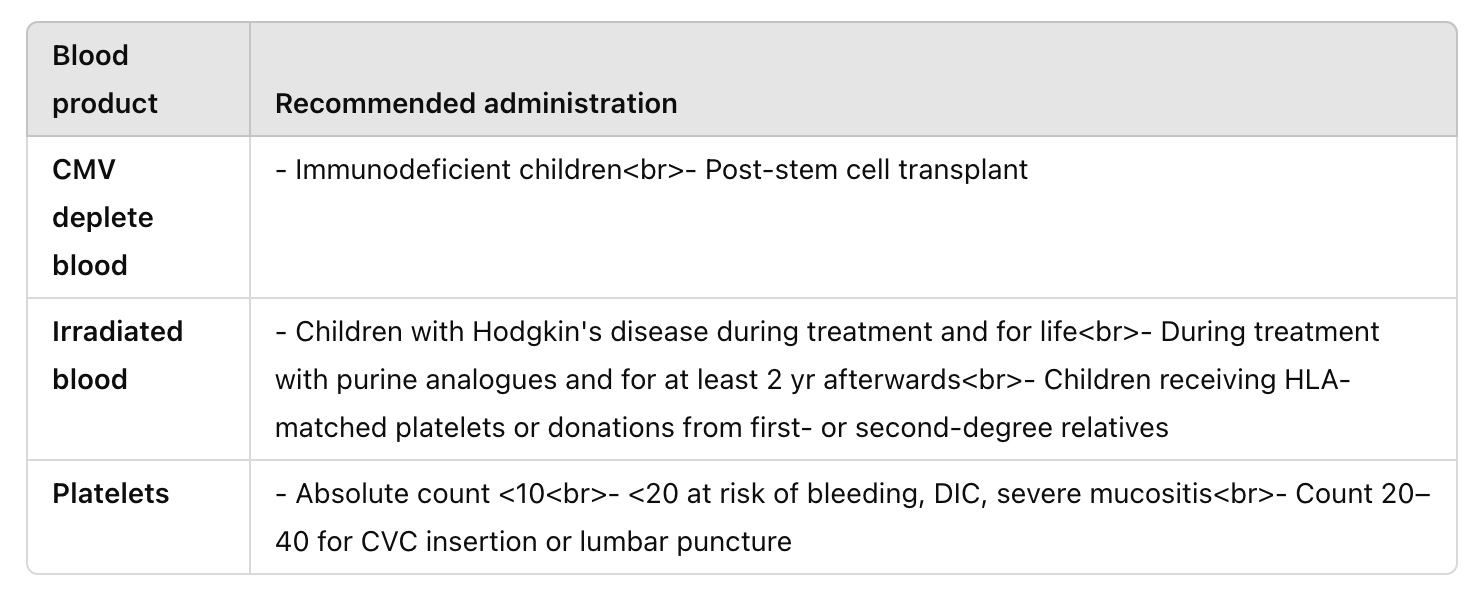 Blood
product
Recommended administration
CMV
deplete
blood
- Immunodeficient children<br>- Post-stem cell transplant
Irradiated
blood
- Children with Hodgkin's disease during treatment and for life<br>- During treatment
with purine analogues and for at least 2 yr afterwards<br>- Children receiving HLA-
matched platelets or donations from first- or second-degree relatives
Platelets
- Absolute count <10<br>- <20 at risk of bleeding, DIC, severe mucositis<br>- Count 20–
40 for CVC insertion or lumbar puncture